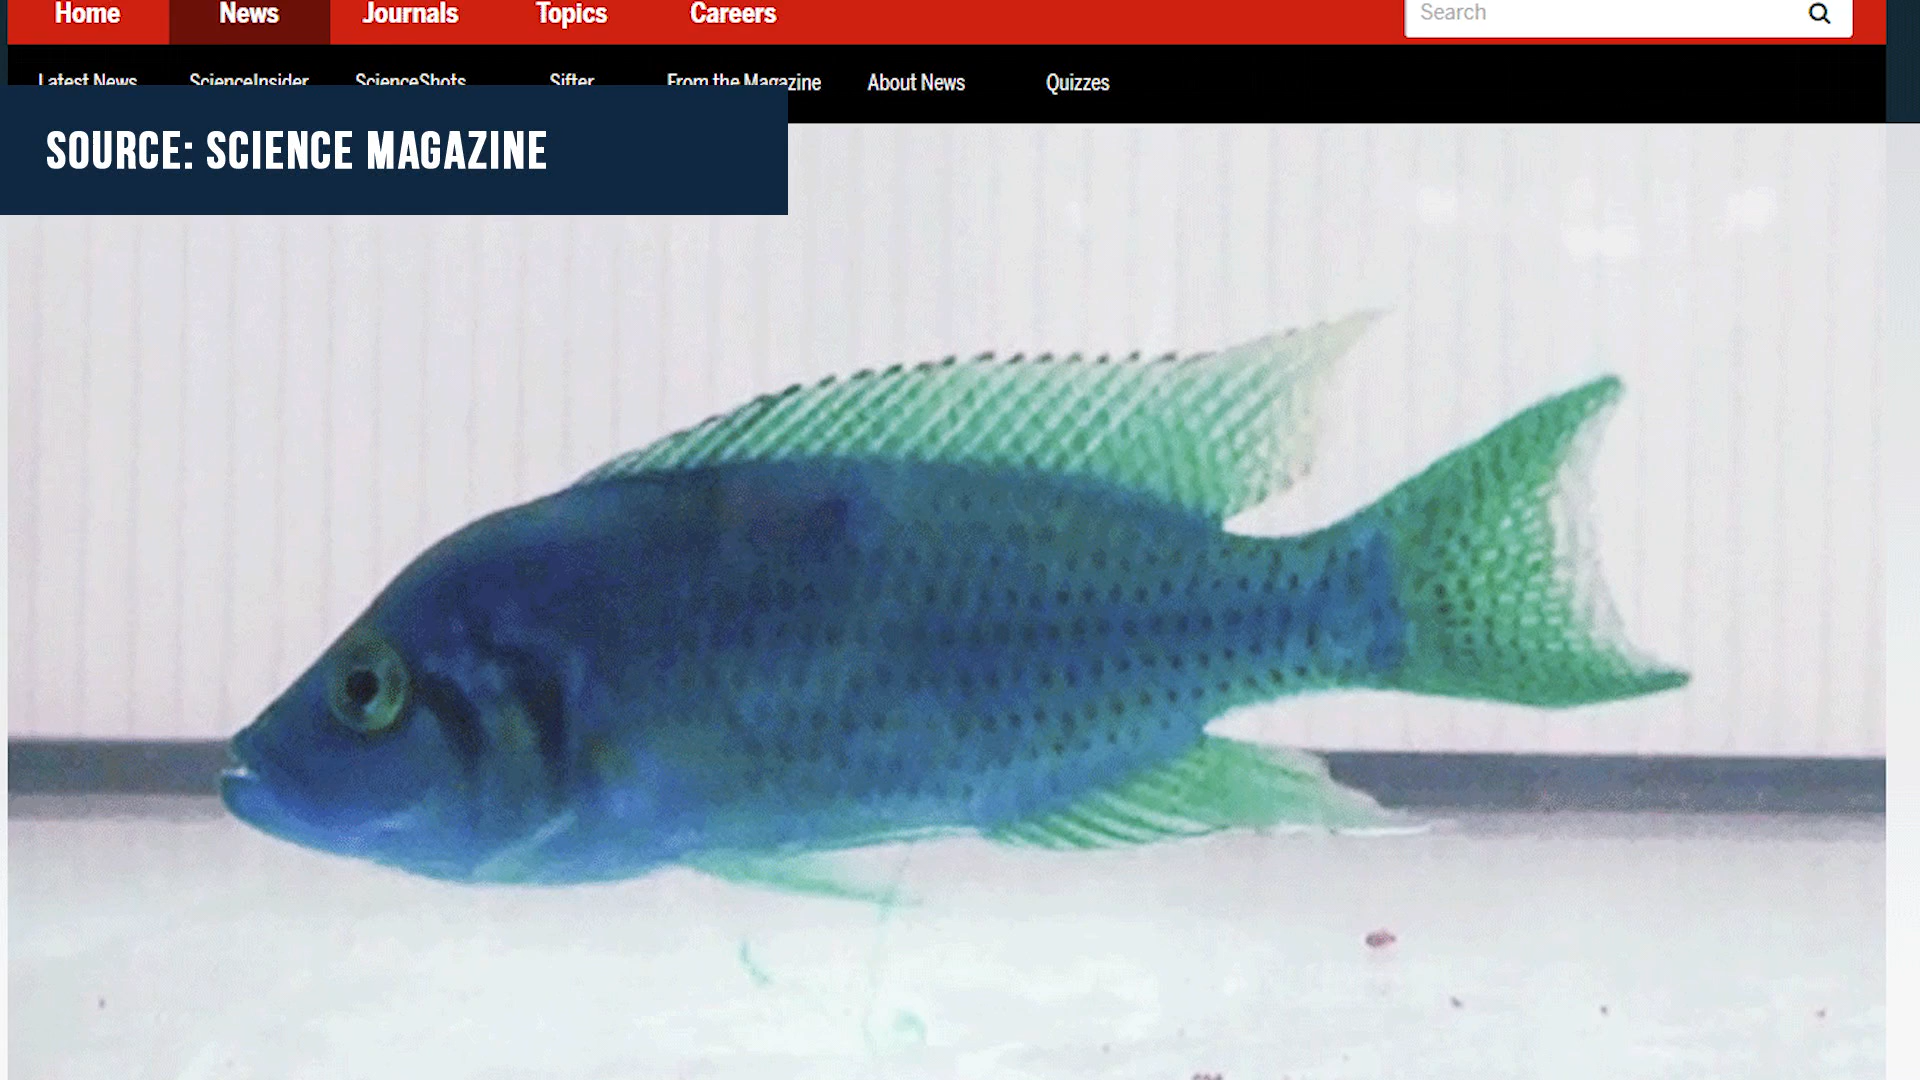 Home News Journals Topics Careers Search
Latest News ScienceInsider ScienceShots Sifter From the Magazine About News Quizzes
SOURCE: SCIENCE MAGAZINE